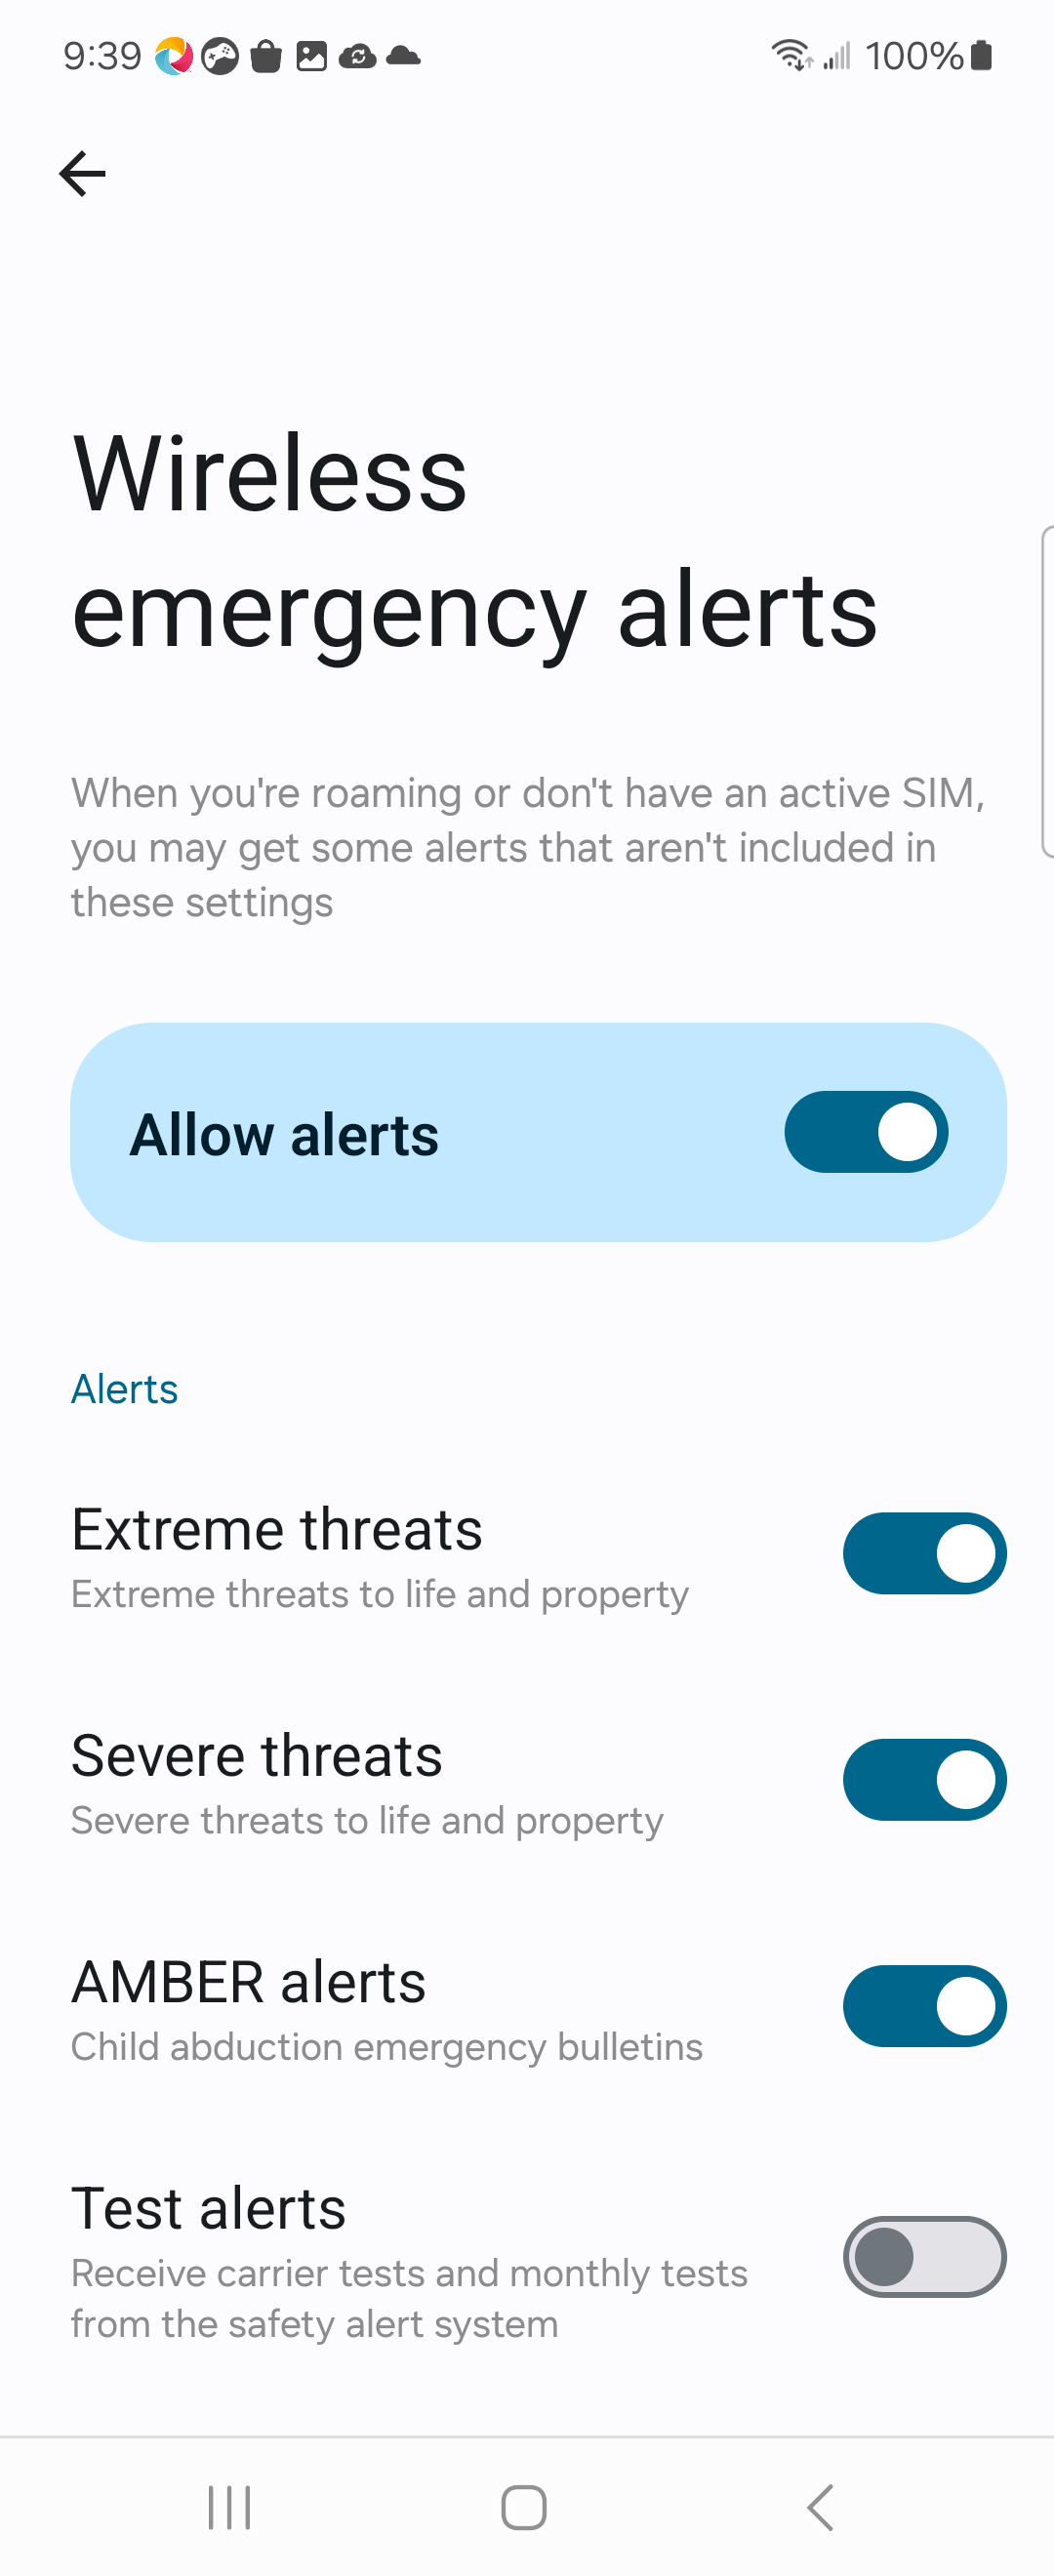 9:39
100%
Wireless
emergency alerts
When you're roaming or don't have an active SIM,
you may get some alerts that aren't included in
these settings
Allow alerts
Alerts
Extreme threats
Extreme threats to life and property
Severe threats
Severe threats to life and property
AMBER alerts
Child abduction emergency bulletins
Test alerts
Receive carrier tests and monthly tests
from the safety alert system